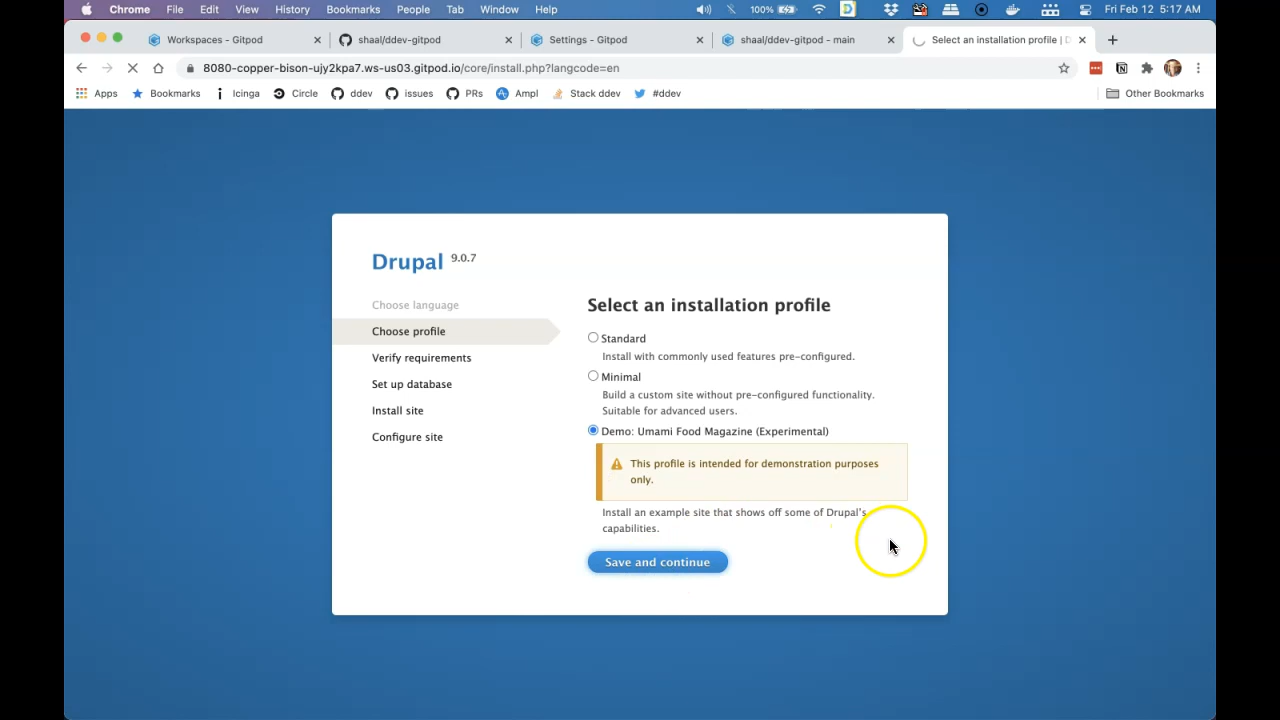 Chrome File Edit View History Bookmarks People Tab Window Help 100% Fri Feb 12 5:17 AM
Workspaces - Gitpod shaal/ddev-gitpod Settings - Gitpod shaal/ddev-gitpod - main Select an installation profile | D
8080-copper-bison-ujy2kpa7.ws-us03.gitpod.io/core/install.php?langcode=en
Apps Bookmarks Icinga Circle ddev issues PRs Ampl Stack ddev #ddev Other Bookmarks
Drupal 9.0.7
Choose language
Choose profile
Verify requirements
Set up database
Install site
Configure site
Select an installation profile
Standard
Install with commonly used features pre-configured.
Minimal
Build a custom site without pre-configured functionality.
Suitable for advanced users.
Demo: Umami Food Magazine (Experimental)
This profile is intended for demonstration purposes
only.
Install an example site that shows off some of Drupal's
capabilities.
Save and continue